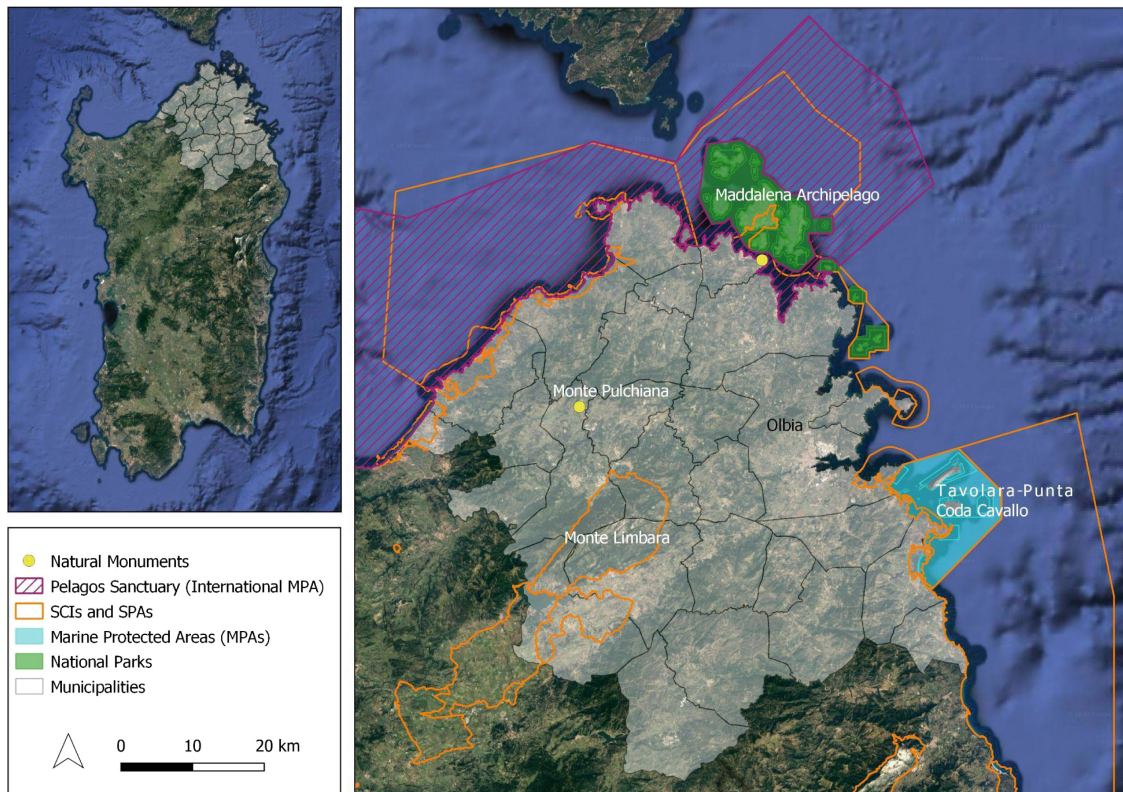 Maddalena Archipelago
Monte Pulchiana
Olbia
Tavolara-Punta
Coda Cavallo
Monte Limbara
Natural Monuments
Pelagos Sanctuary (International MPA)
SCIs and SPAs
Marine Protected Areas (MPAs)
National Parks
Municipalities
0 10 20 km